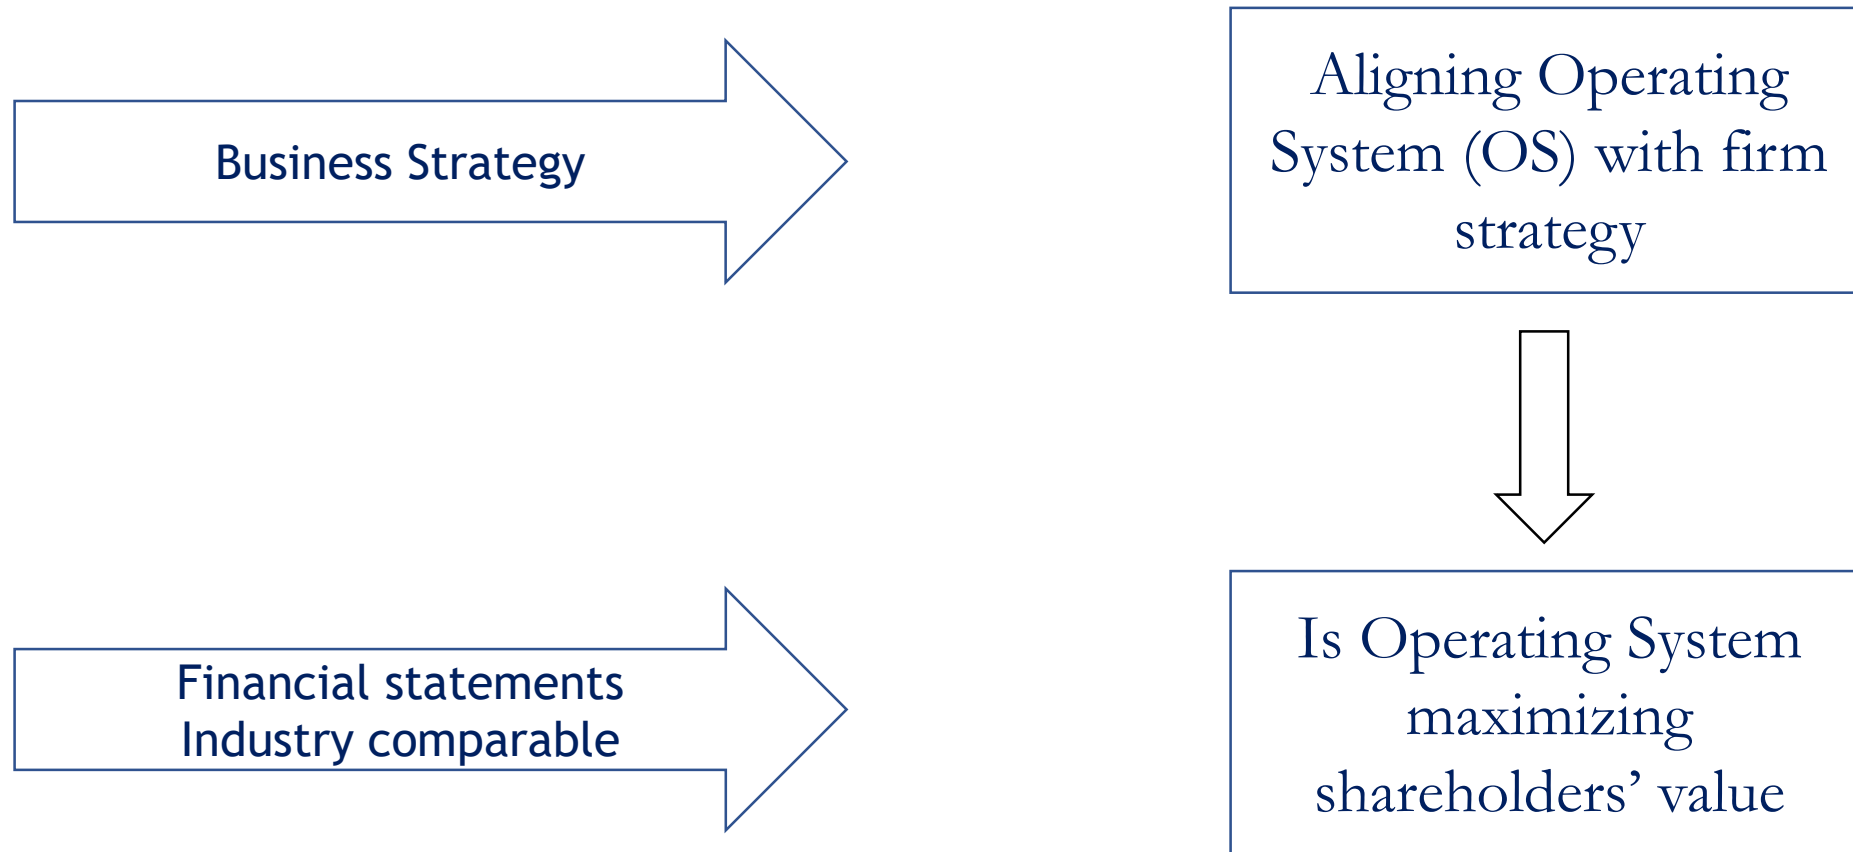 Business Strategy
Aligning Operating
System (OS) with firm
strategy
Financial statements
Industry comparable
Is Operating System
maximizing
shareholders’ value